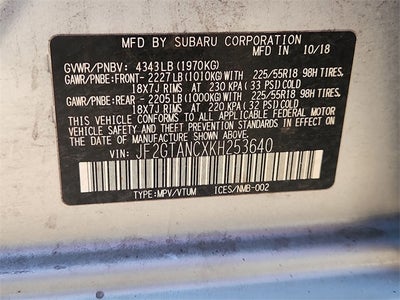 MFD BY SUBARU CORPORATION
GVWR/PNBV: 4343LB (1970KG) MFD IN 10/18
GAWR/PNBE:FRONT- 2227LB(1010KG)WITH 225/55R18 98H TIRES,
18X7J RIMS AT 230 KPA (33 PSI)COLD
GAWR/PNBE:REAR - 2205LB(1000KG)WITH 225/55R18 98H TIRES,
18X7J RIMS AT 220 KPA (32 PSI)COLD
THIS VEHICLE CONFORMS TO ALL APPLICABLE FEDERAL MOTOR
VEHICLE SAFETY, BUMPER, AND THEFT PREVENTION STANDARDS
IN EFFECT ON THE DATE OF MANUFACTURE SHOWN ABOVE.
VIN: JF2GTANCXKH253640
TYPE:MPV/VTUM ICES/NMB-002